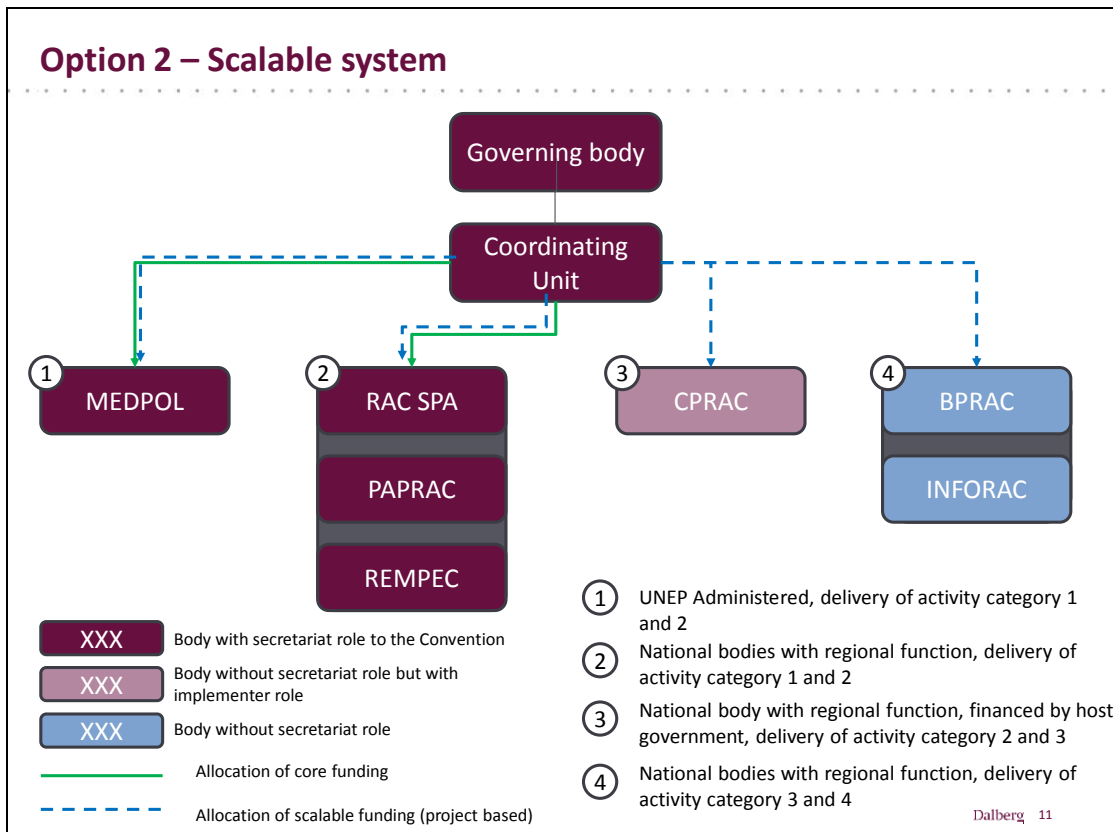 Option 2 – Scalable system
Governing body
Coordinating
Unit
1
MEDPOL
2
RAC SPA
PAPRAC
REMPEC
3
CPRAC
4
BPRAC
INFORAC
XXX
Body with secretariat role to the Convention
XXX
Body without secretariat role but with
implementer role
XXX
Body without secretariat role
Allocation of core funding
Allocation of scalable funding (project based)
1
UNEP Administered, delivery of activity category 1
and 2
2
National bodies with regional function, delivery of
activity category 1 and 2
3
National body with regional function, financed by host
government, delivery of activity category 2 and 3
4
National bodies with regional function, delivery of
activity category 3 and 4
Dalberg 11